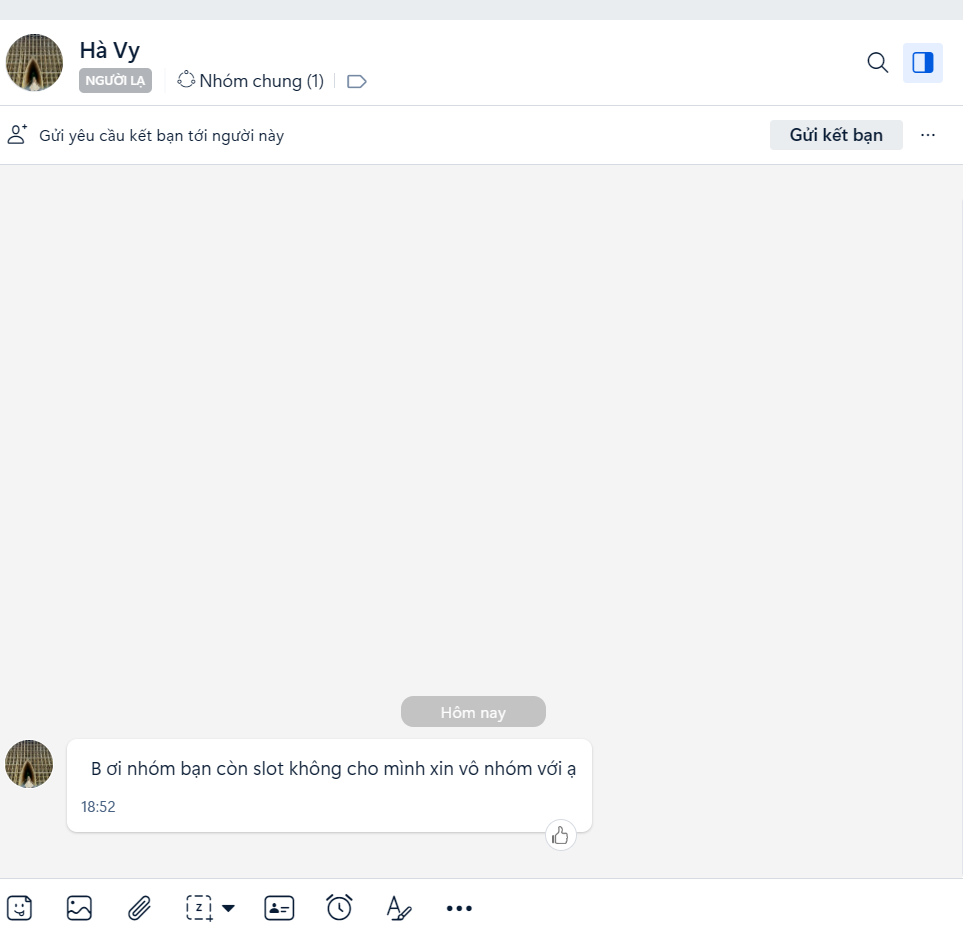 Hà Vy
NGƯỜI LẠ
Nhóm chung (1)
Gửi yêu cầu kết bạn tới người này
Gửi kết bạn
Hôm nay
B ơi nhóm bạn còn slot không cho mình xin vô nhóm với ạ
18:52